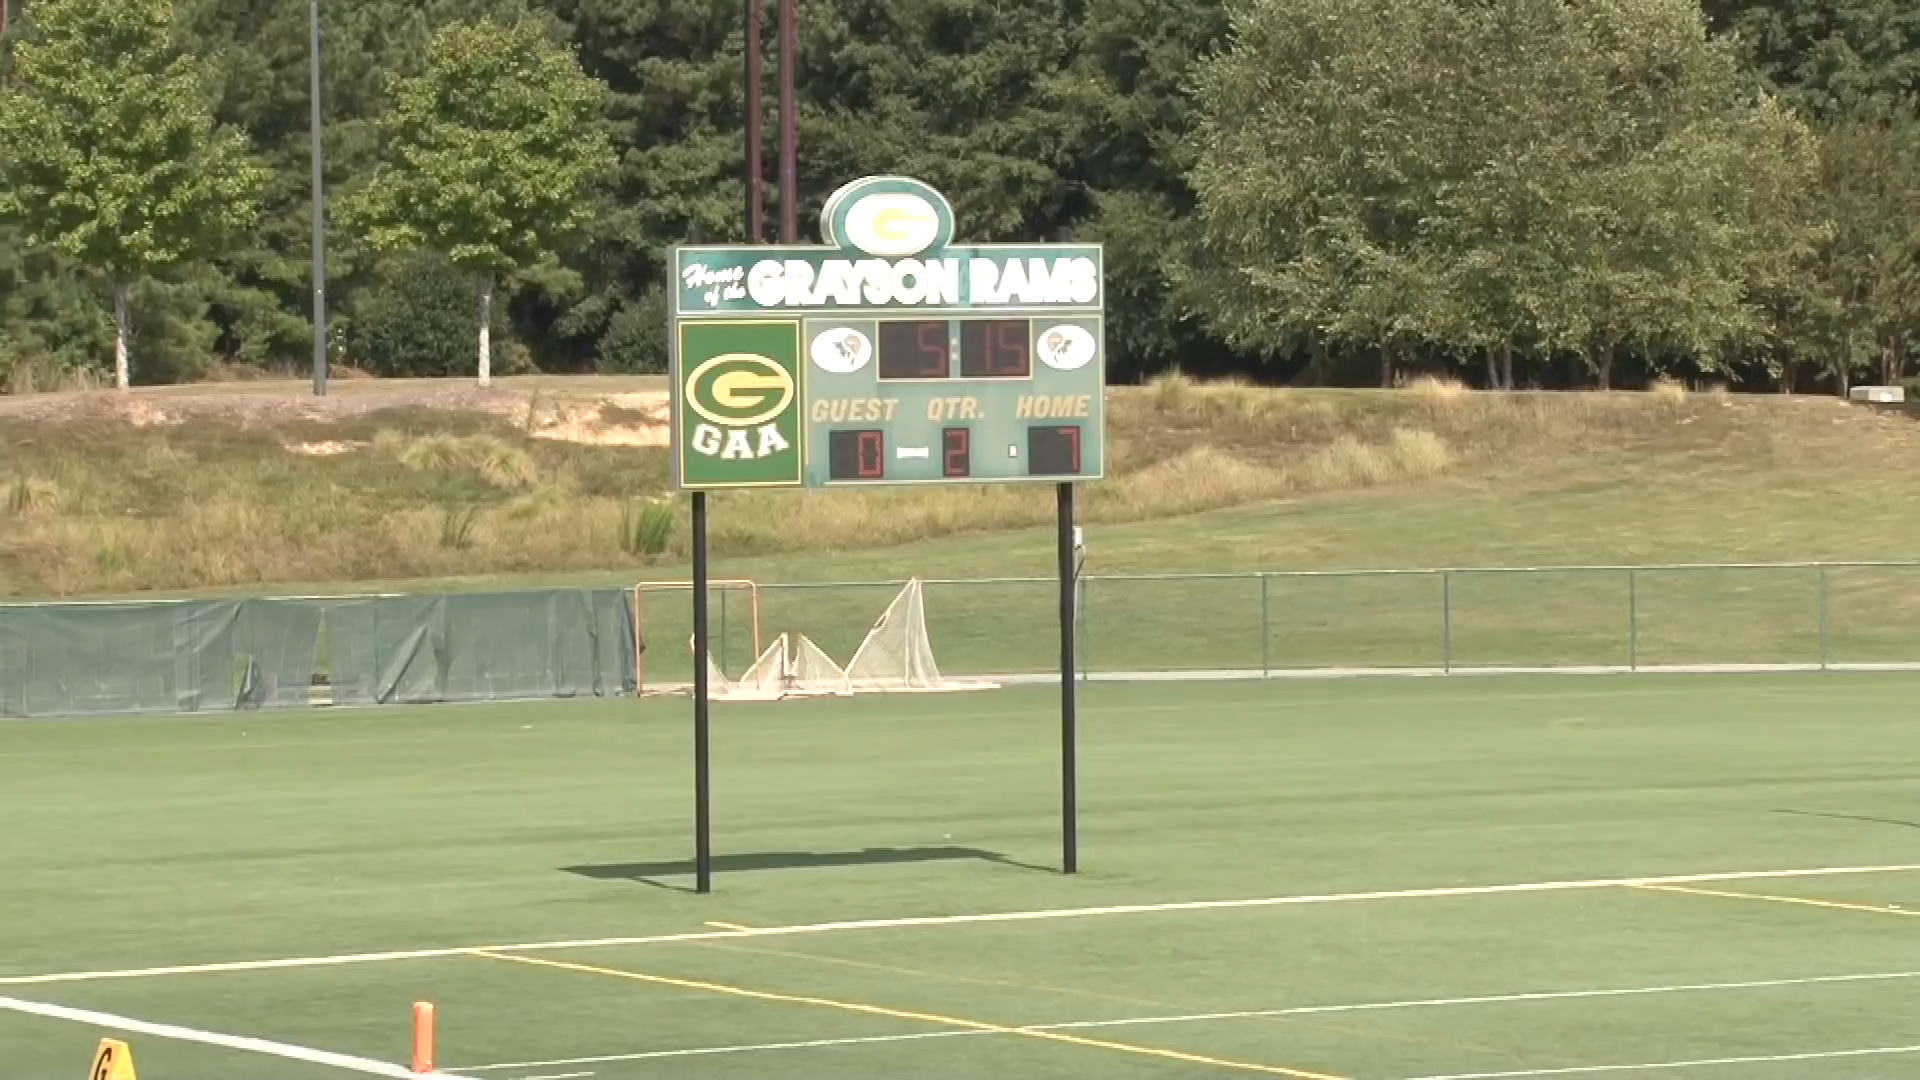 G
Home of the GRAYSON RAMS
5:15
G
GAA
GUEST QTR. HOME
0 2 7
G